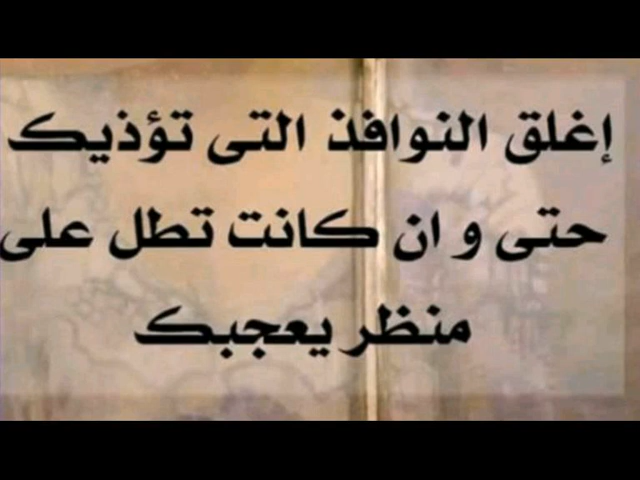 إغلق النوافذ التى تؤذيك
حتى و ان كانت تطل على
منظر يعجبك